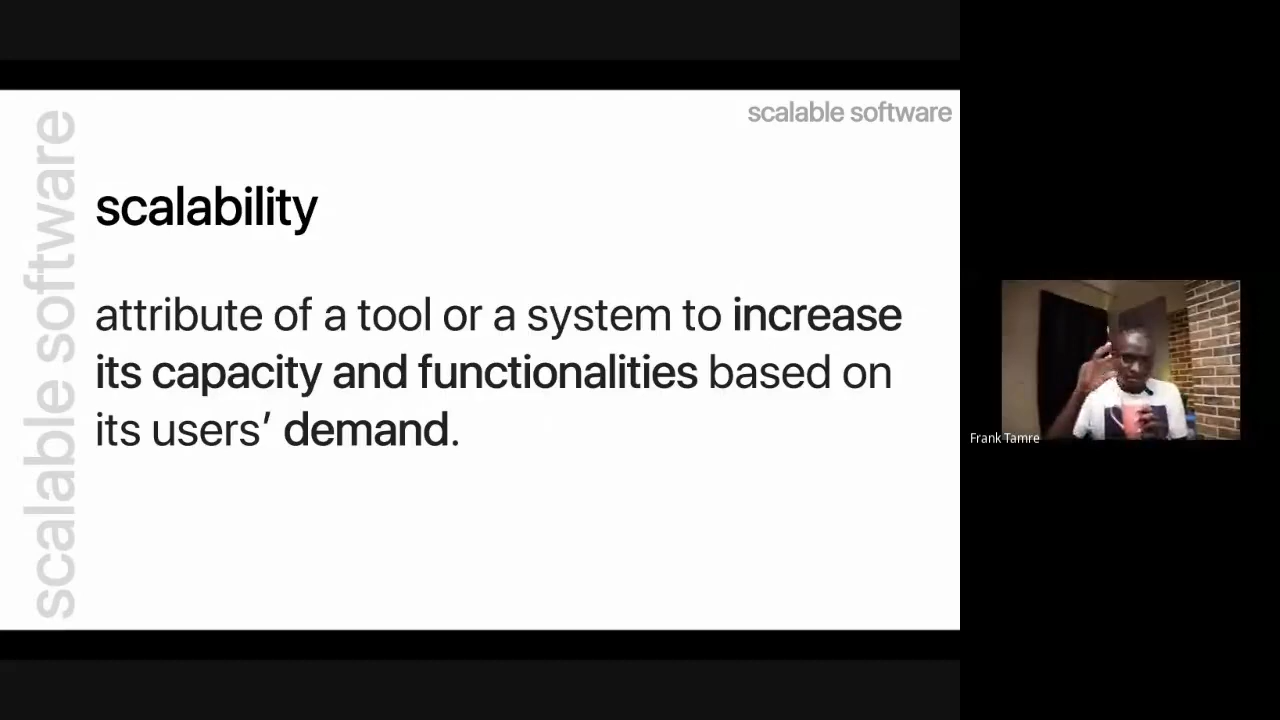 scalable software
scalable software
scalability
attribute of a tool or a system to increase
its capacity and functionalities based on
its users’ demand.
Frank Tamre